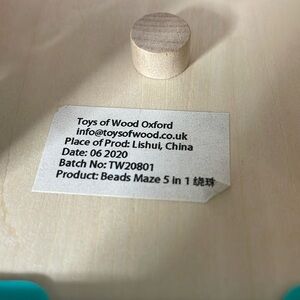 Toys of Wood Oxford
info@toysofwood.co.uk
Place of Prod: Lishui, China
Date: 06 2020
Batch No: TW20801
Product: Beads Maze 5 in 1 绕珠